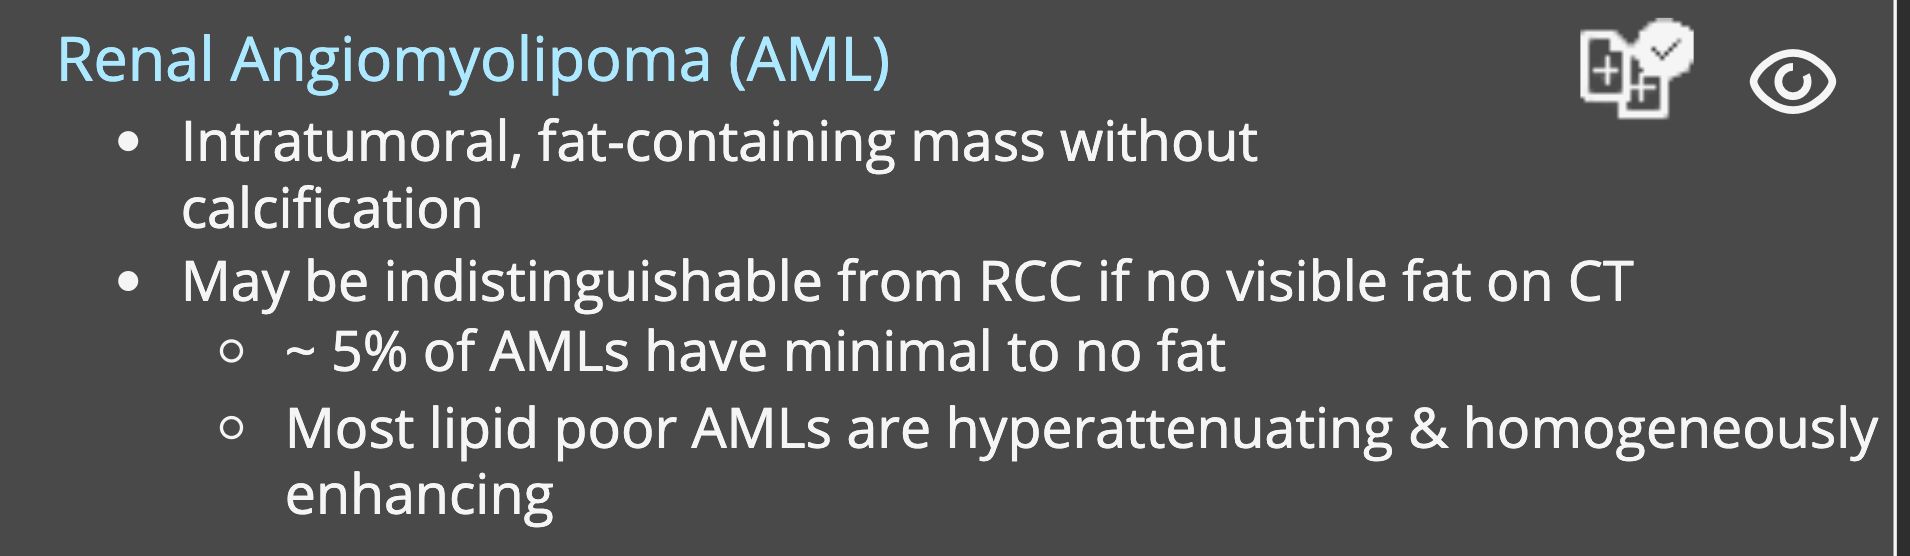 Renal Angiomyolipoma (AML)
• Intratumoral, fat-containing mass without
calcification
• May be indistinguishable from RCC if no visible fat on CT
○ ~ 5% of AMLs have minimal to no fat
○ Most lipid poor AMLs are hyperattenuating & homogeneously
enhancing